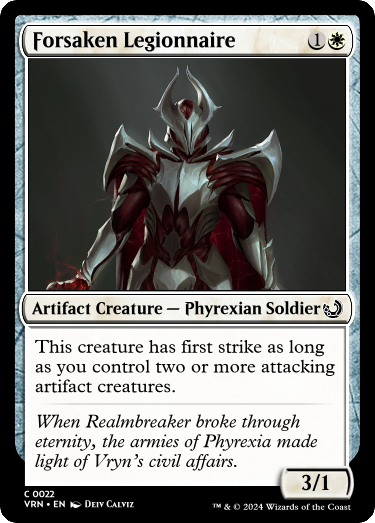 Forsaken Legionnaire 1
Artifact Creature — Phyrexian Soldier
This creature has first strike as long
as you control two or more attacking
artifact creatures.
When Realmbreaker broke through
eternity, the armies of Phyrexia made
light of Vryn's civil affairs.
3/1
C 0022
VRN • EN Deiv Calviz
™ & © 2024 Wizards of the Coast